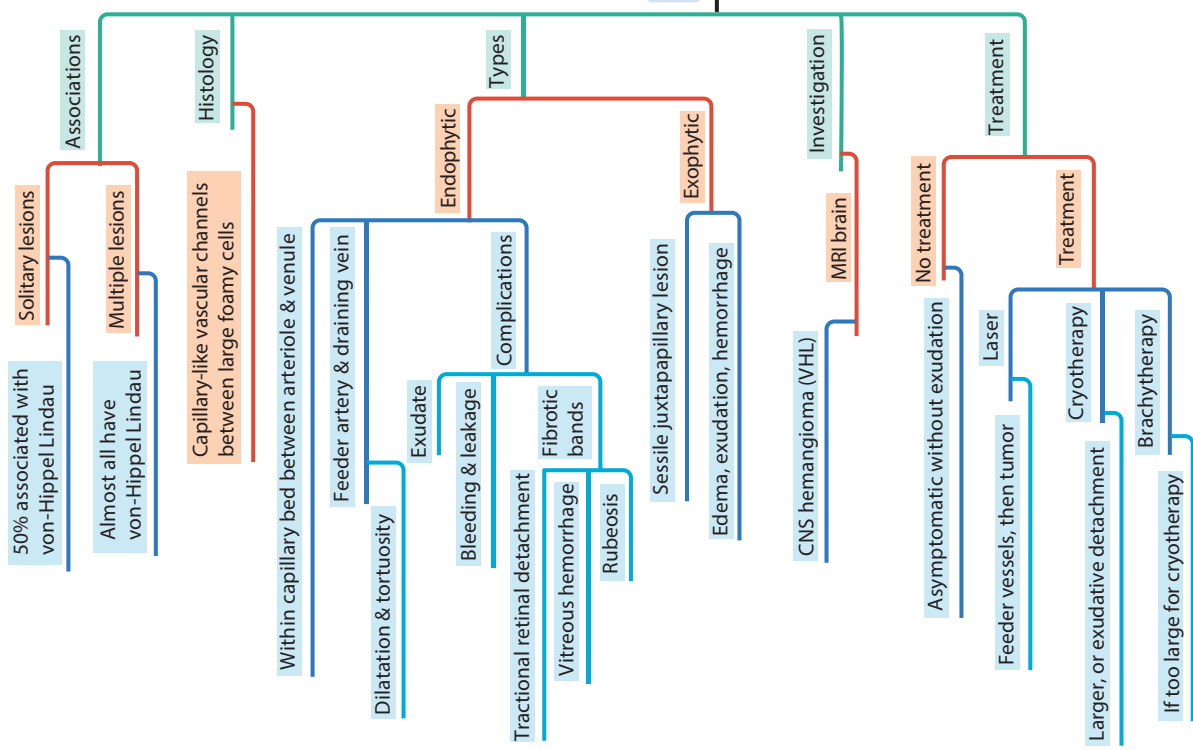 Associations
Solitary lesions
50% associated with
von-Hippel Lindau
Multiple lesions
Almost all have
von-Hippel Lindau
Histology
Capillary-like vascular channels
between large foamy cells
Types
Endophytic
Within capillary bed between arteriole & venule
Feeder artery & draining vein
Dilatation & tortuosity
Complications
Exudate
Bleeding & leakage
Fibrotic
bands
Tractional retinal detachment
Vitreous hemorrhage
Rubeosis
Exophytic
Sessile juxtapapillary lesion
Edema, exudation, hemorrhage
Investigation
MRI brain
CNS hemangioma (VHL)
Treatment
No treatment
Asymptomatic without exudation
Treatment
Laser
Feeder vessels, then tumor
Cryotherapy
Larger, or exudative detachment
Brachytherapy
If too large for cryotherapy